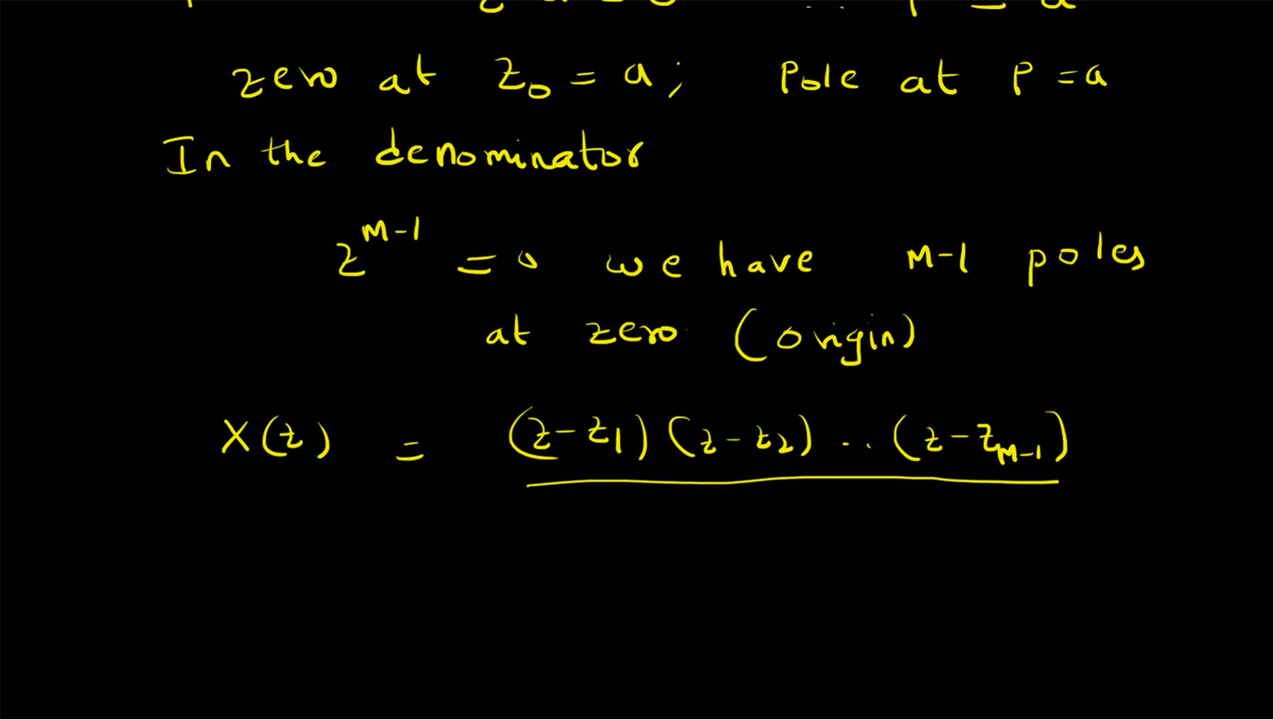 zero at z₀ = a; Pole at P = a
In the denominator
z^{M-1} = 0 we have M-1 poles
at zero (origin)
X(z) = (z-z₁)(z-z₂)..(z-z_{M-1})